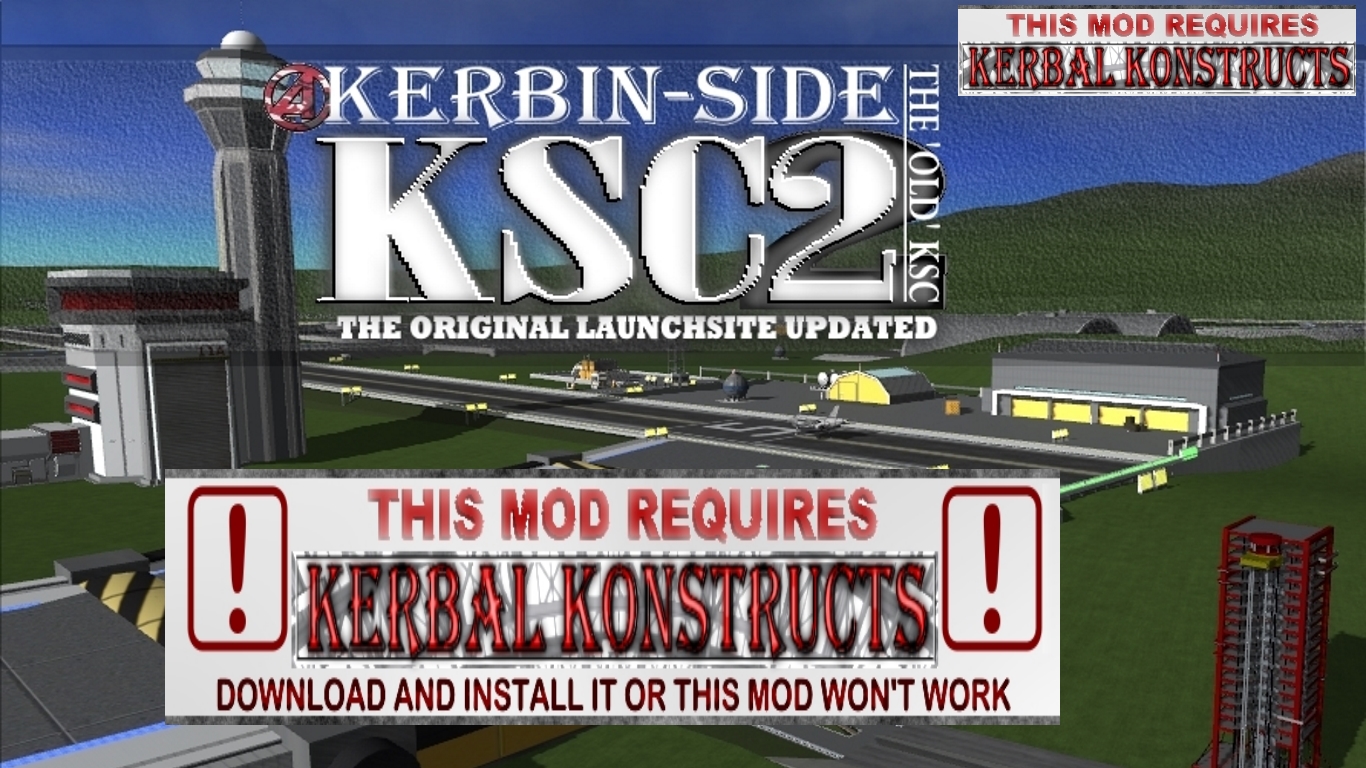 THIS MOD REQUIRES
KERBAL KONSTRUCTS
KERBIN-SIDE
KSC2
THE 'OLD' KSC
THE ORIGINAL LAUNCHSITE UPDATED
! THIS MOD REQUIRES !
KERBAL KONSTRUCTS
DOWNLOAD AND INSTALL IT OR THIS MOD WON'T WORK